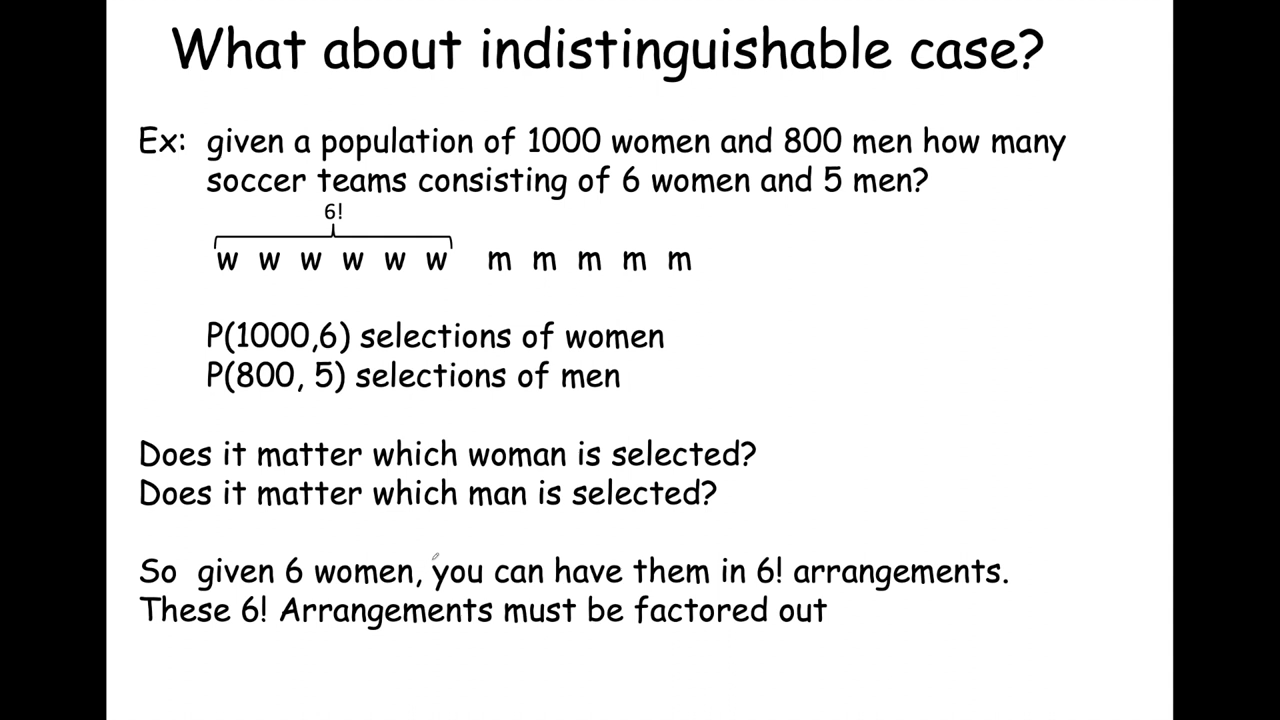 What about indistinguishable case?
Ex: given a population of 1000 women and 800 men how many
soccer teams consisting of 6 women and 5 men?
6!
w w w w w w m m m m m
P(1000,6) selections of women
P(800, 5) selections of men
Does it matter which woman is selected?
Does it matter which man is selected?
So given 6 women, you can have them in 6! arrangements.
These 6! Arrangements must be factored out